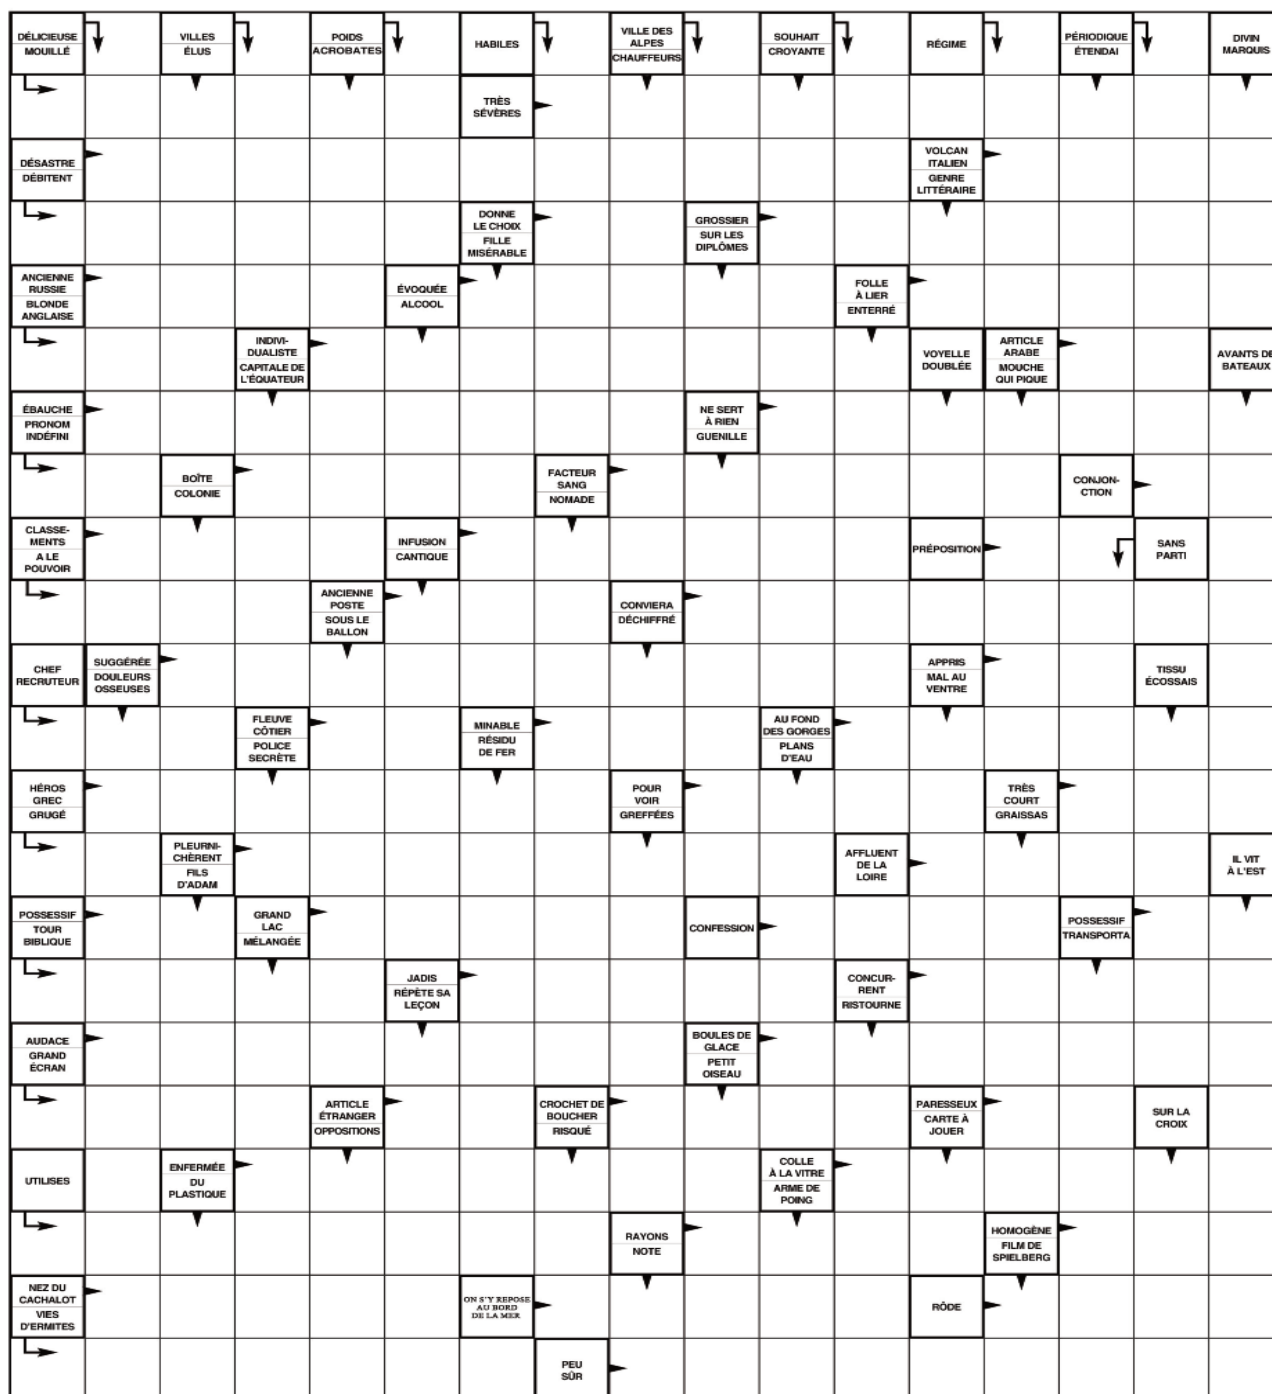 DÉLICIEUSE
MOUILLÉ
VILLES
ÉLUS
POIDS
ACROBATES
HABILES
VILLE DES
ALPES
CHAUFFEURS
SOUHAIT
CROYANTE
RÉGIME
PÉRIODIQUE
ÉTENDAI
DIVIN
MARQUIS
TRÈS
SÉVÈRES
DÉSASTRE
DÉBITENT
VOLCAN
ITALIEN
GENRE
LITTÉRAIRE
DONNE
LE CHOIX
FILLE
MISÉRABLE
GROSSIER
SUR LES
DIPLÔMES
ANCIENNE
RUSSIE
BLONDE
ANGLAISE
ÉVOQUÉE
ALCOOL
FOLLE
À LIER
ENTERRÉ
INDIVI-
DUALISTE
CAPITALE DE
L'ÉQUATEUR
VOYELLE
DOUBLÉE
ARTICLE
ARABE
MOUCHE
QUI PIQUE
AVANTS DE
BATEAUX
ÉBAUCHE
PRONOM
INDÉFINI
NE SERT
À RIEN
GUENILLE
BOÎTE
COLONIE
FACTEUR
SANG
NOMADE
CONJON-
CTION
CLASSE-
MENTS
A LE
POUVOIR
INFUSION
CANTIQUE
PRÉPOSITION
SANS
PARTI
ANCIENNE
POSTE
SOUS LE
BALLON
CONVIERA
DÉCHIFFRÉ
CHEF
RECRUTEUR
SUGGÉRÉE
DOULEURS
OSSEUSES
APPRIS
MAL AU
VENTRE
TISSU
ÉCOSSAIS
FLEUVE
CÔTIER
POLICE
SECRÈTE
MINABLE
RÉSIDU
DE FER
AU FOND
DES GORGES
PLANS
D'EAU
HÉROS
GREC
GRUGÉ
POUR
VOIR
GREFFÉES
TRÈS
COURT
GRAISSAS
PLEURNI-
CHÈRENT
FILS
D'ADAM
AFFLUENT
DE LA
LOIRE
IL VIT
À L'EST
POSSESSIF
TOUR
BIBLIQUE
GRAND
LAC
MÉLANGÉE
CONFESSION
POSSESSIF
TRANSPORTA
JADIS
RÉPÈTE SA
LEÇON
CONCUR-
RENT
RISTOURNE
AUDACE
GRAND
ÉCRAN
BOULES DE
GLACE
PETIT
OISEAU
ARTICLE
ÉTRANGER
OPPOSITIONS
CROCHET DE
BOUCHER
RISQUÉ
PARESSEUX
CARTE À
JOUER
SUR LA
CROIX
UTILISES
ENFERMÉE
DU
PLASTIQUE
COLLE
À LA VITRE
ARME DE
POING
RAYONS
NOTE
HOMOGÈNE
FILM DE
SPIELBERG
NEZ DU
CACHALOT
VIES
D'ERMITES
ON S'Y REPOSE
AU BORD
DE LA MER
RÔDE
PEU
SÛR